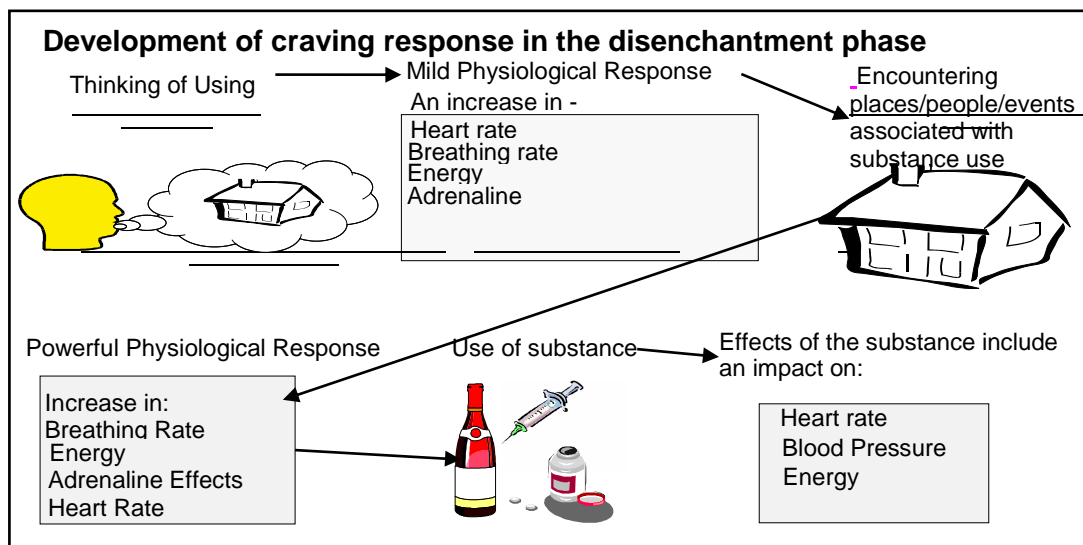 Development of craving response in the disenchantment phase
Thinking of Using
Mild Physiological Response
An increase in -
Heart rate
Breathing rate
Energy
Adrenaline
Encountering
places/people/events
associated with
substance use
Powerful Physiological Response
Increase in:
Breathing Rate
Energy
Adrenaline Effects
Heart Rate
Use of substance
Effects of the substance include
an impact on:
Heart rate
Blood Pressure
Energy